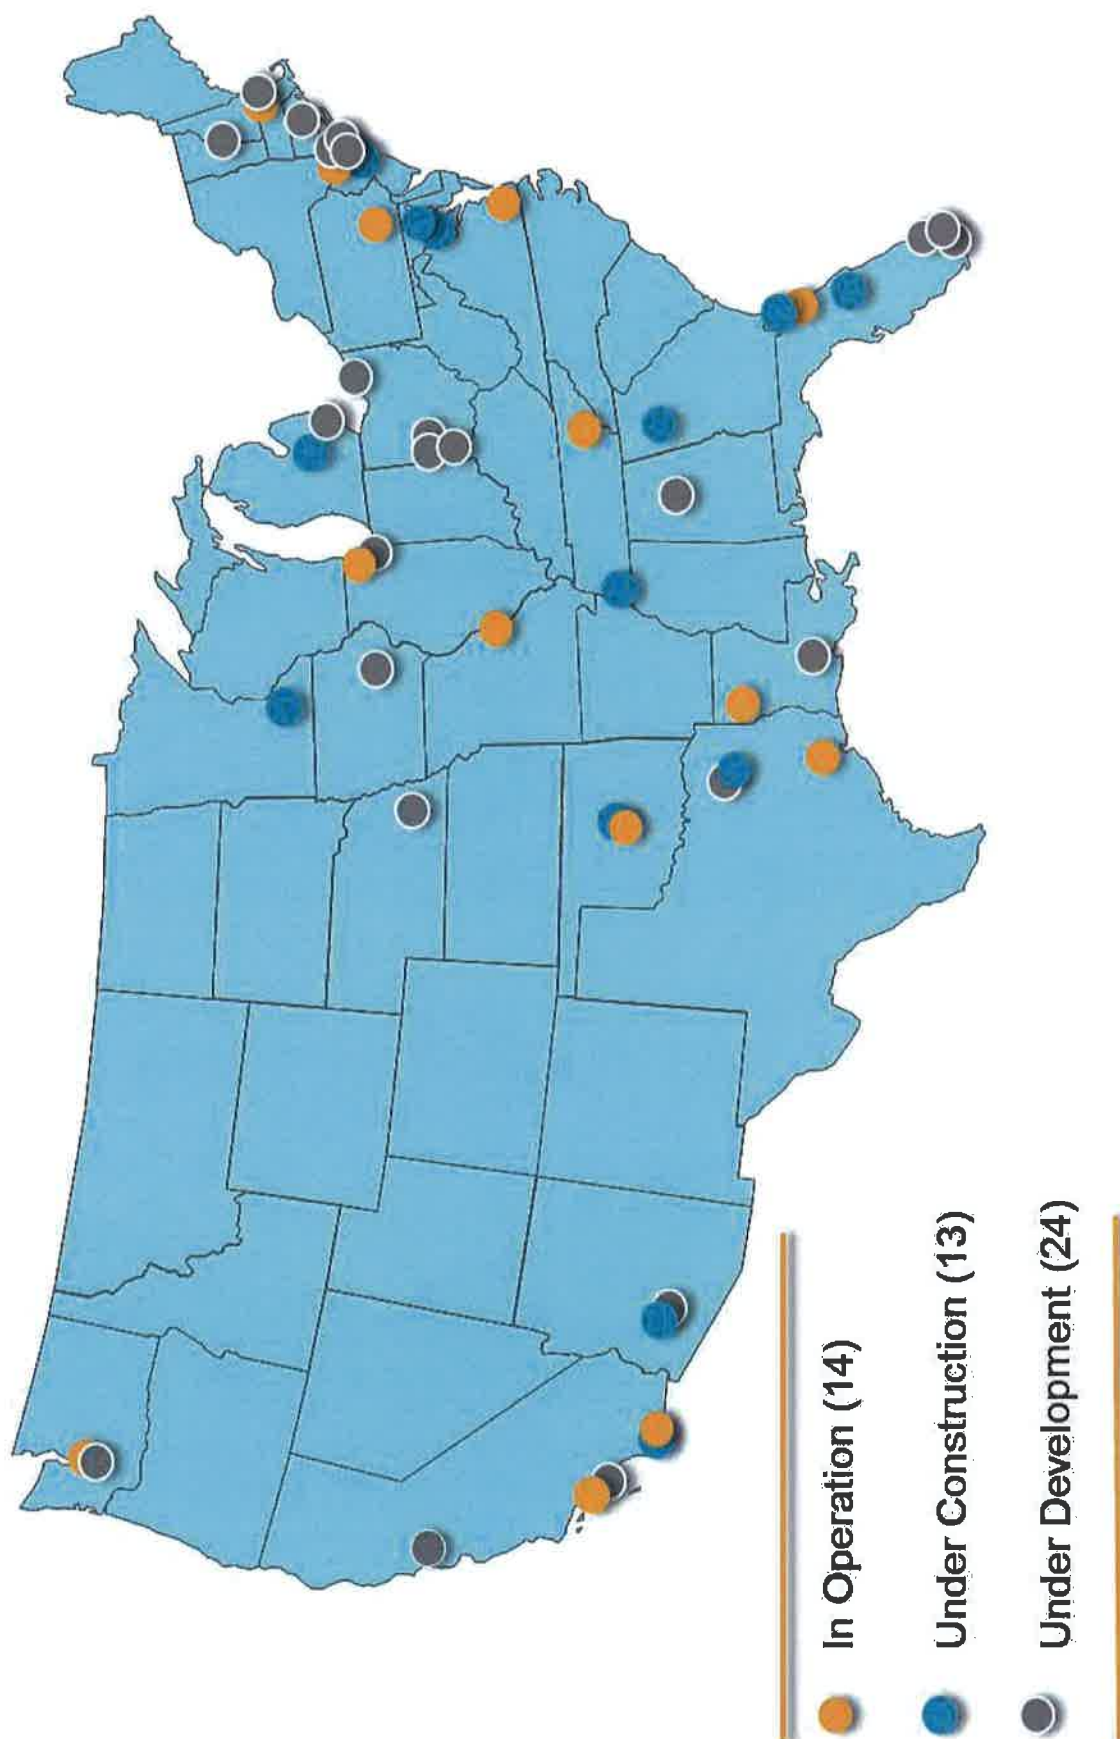 In Operation (14)
Under Construction (13)
Under Development (24)